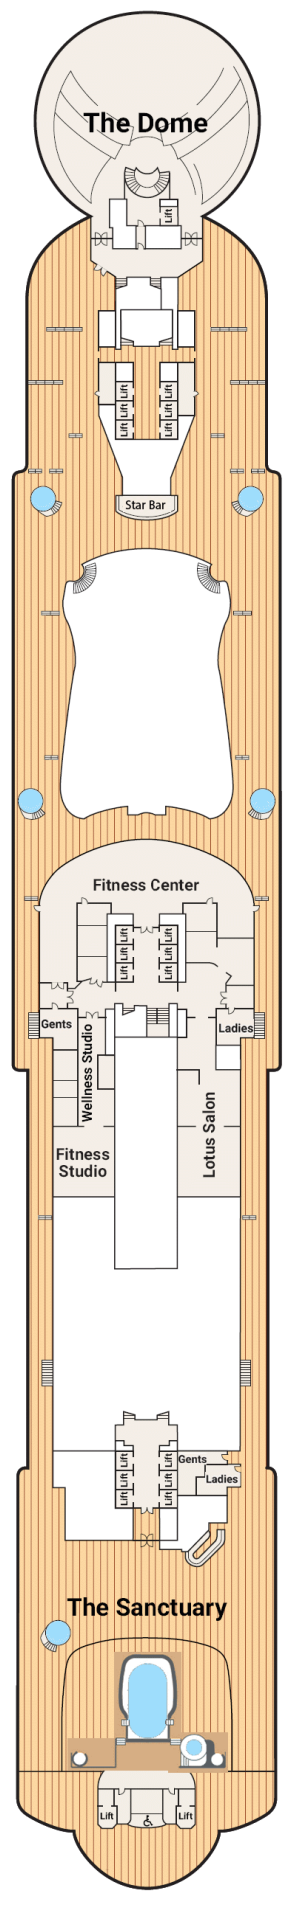 The Dome
Lift
Lift
Lift
Lift
Lift
Lift
Lift
Star Bar
Fitness Center
Lift
Lift
Lift
Lift
Lift
Lift
Gents
Ladies
Wellness Studio
Lotus Salon
Fitness
Studio
Lift
Lift
Lift
Lift
Lift
Lift
Gents
Ladies
The Sanctuary
Lift
Lift